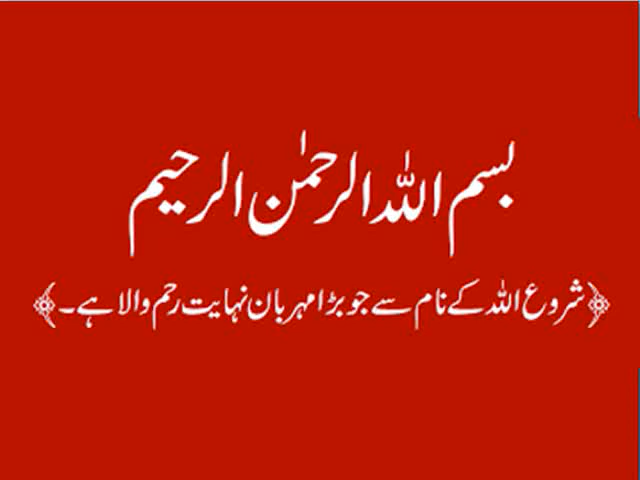 بسم اللہ الرحمٰن الرحیم
﴿شروع اللہ کے نام سے جو بڑا مہربان نہایت رحم والا ہے۔﴾